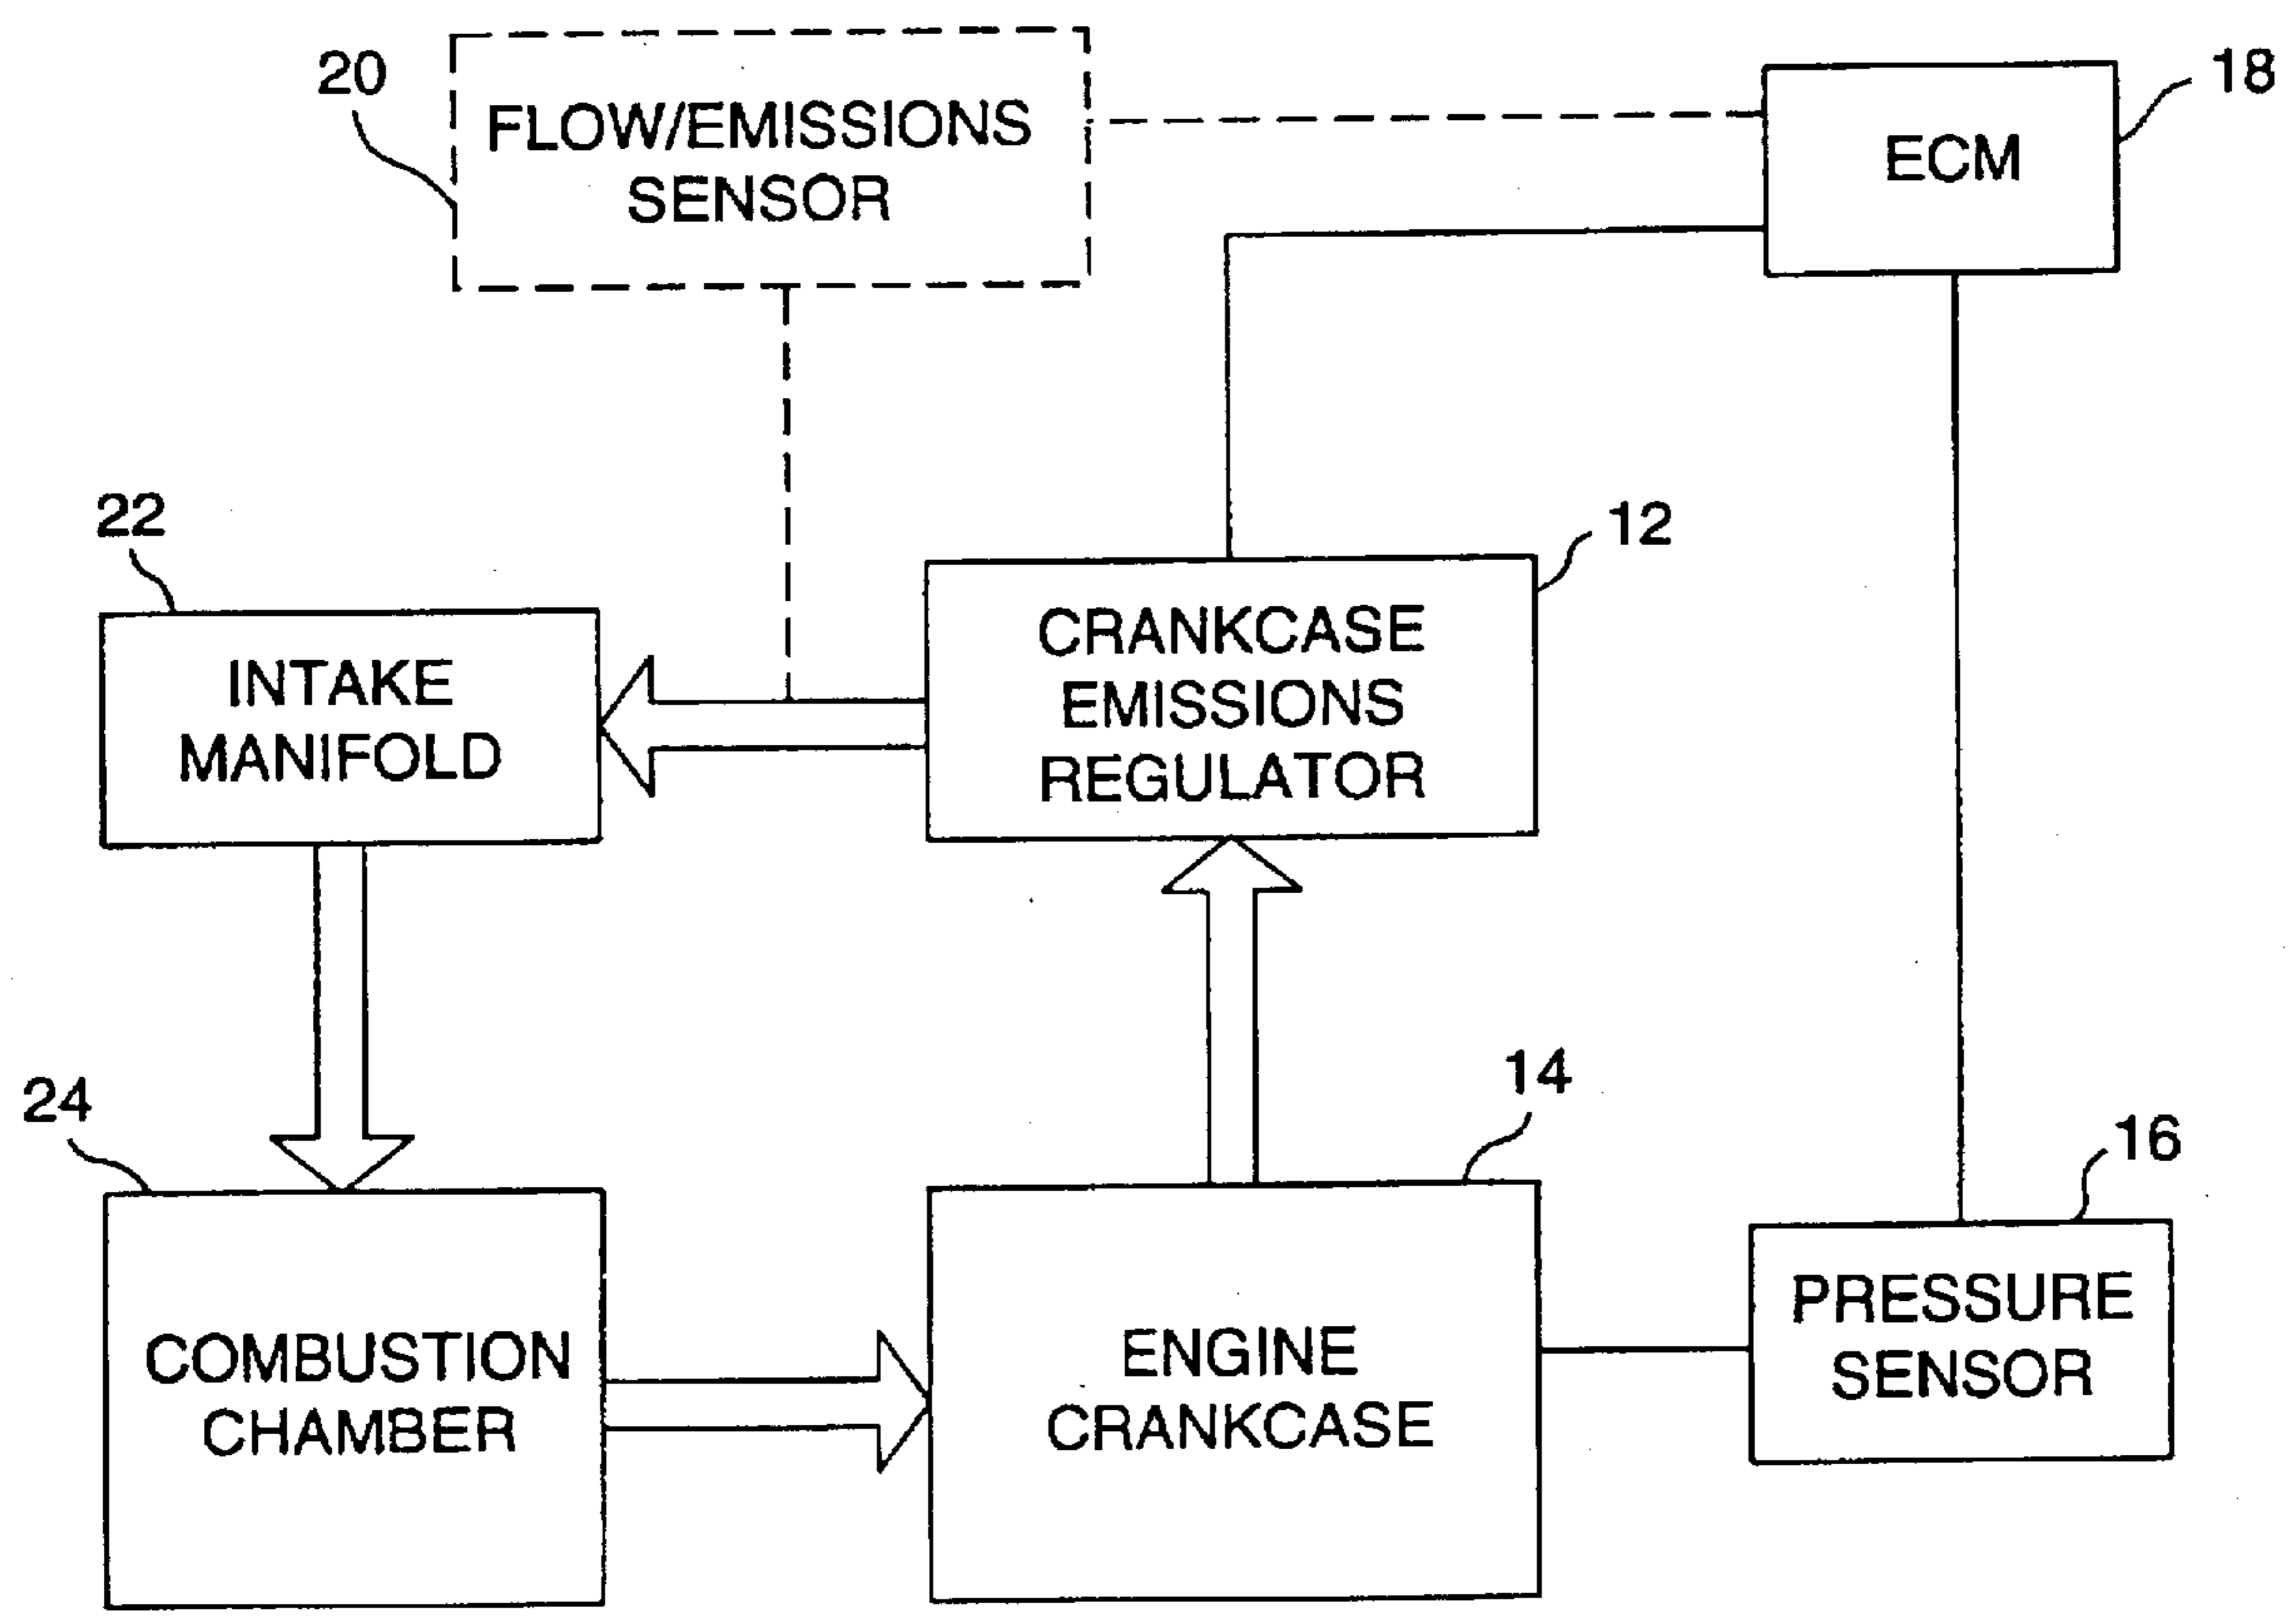 20
FLOW/EMISSIONS
SENSOR
18
ECM
22
INTAKE
MANIFOLD
12
CRANKCASE
EMISSIONS
REGULATOR
24
COMBUSTION
CHAMBER
14
ENGINE
CRANKCASE
16
PRESSURE
SENSOR